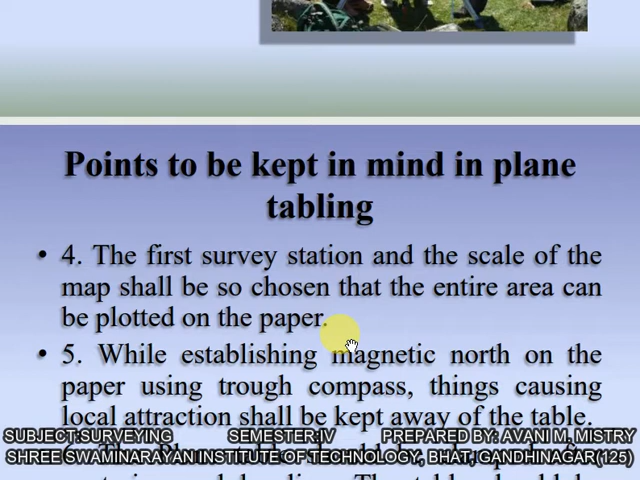 Points to be kept in mind in plane
tabling
• 4. The first survey station and the scale of the
map shall be so chosen that the entire area can
be plotted on the paper.
• 5. While establishing magnetic north on the
paper using trough compass, things causing
local attraction shall be kept away of the table.
SUBJECT:SURVEYING SEMESTER:IV PREPARED BY: AVANI M. MISTRY
SHREE SWAMINARAYAN INSTITUTE OF TECHNOLOGY, BHAT, GANDHINAGAR(125)